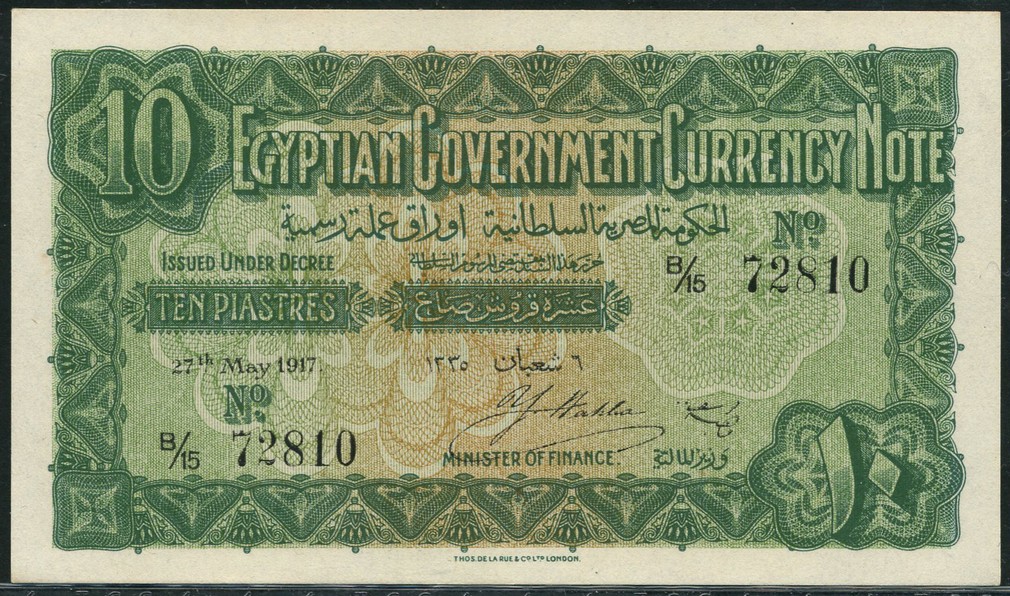 10
EGYPTIAN GOVERNMENT CURRENCY NOTE
الحكومة المصرية السلطانية اوراق عملة رسمية
Nº
ISSUED UNDER DECREE
B/15 72810
TEN PIASTRES
عشرة قروش صاغ
27th May 1917.
٦ شعبان ١٣٣٥
Nº
B/15 72810
MINISTER OF FINANCE.
وزير المالية
١٠
THOS. DE LA RUE & CO LTD LONDON.